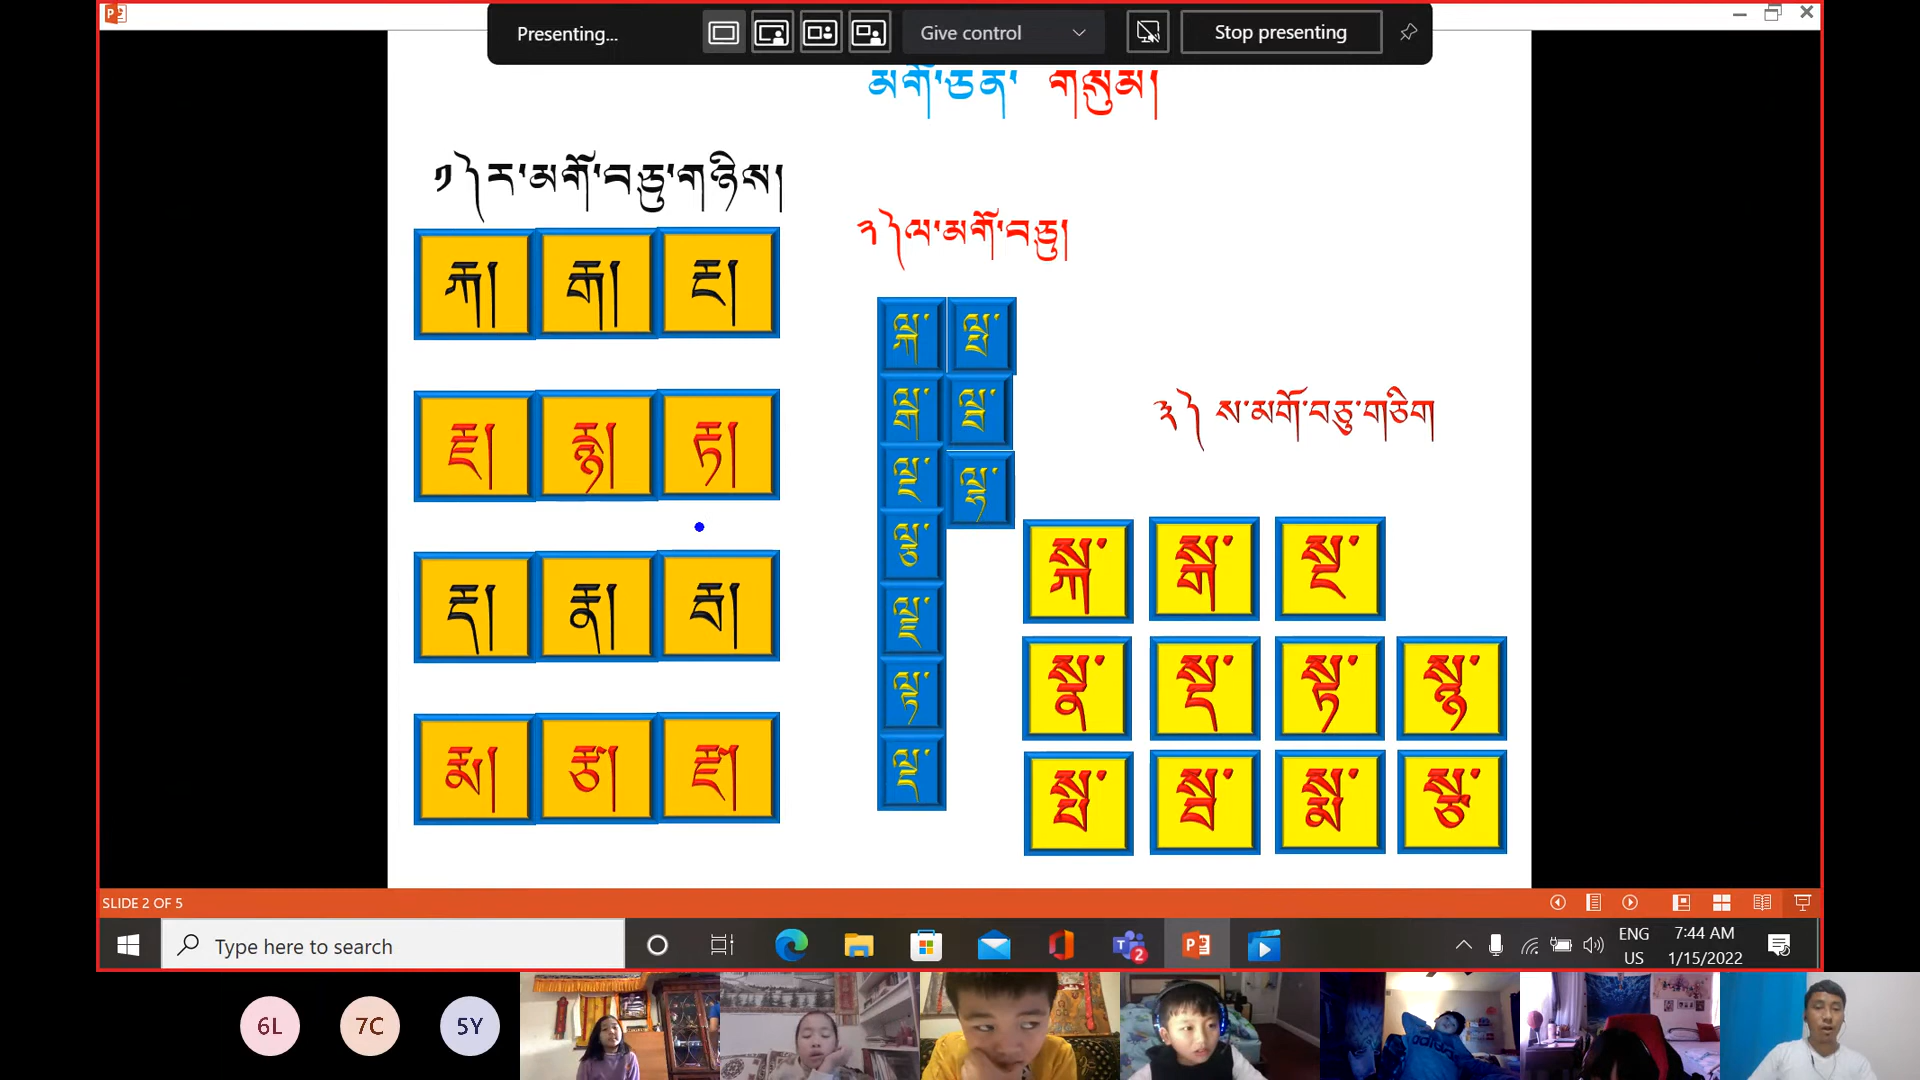 Presenting...
Give control
Stop presenting
མགོ་ཅན་ གསུམ།
༡༽ར་མགོ་བཅུ་གཉིས།
རྐ། རྒ། རྔ།
རྗ། རྙ། རྟ།
རྡ། རྣ། རྦ།
རྨ། རྩ། རྫ།
༢༽ལ་མགོ་བཅུ།
ལྐ་ ལྤ་
ལྒ་ ལྦ་
ལྔ་ ལྷ་
ལྕ་
ལྗ་
ལྟ་
ལྡ་
༣༽ ས་མགོ་བཅུ་གཅིག
སྐ་ སྒ་ སྔ་
སྣ་ སྡ་ སྟ་ སྙ་
སྤ་ སྦ་ སྨ་ སྩ་
SLIDE 2 OF 5
Type here to search
2
ENG
US
7:44 AM
1/15/2022
6L 7C 5Y
adidas